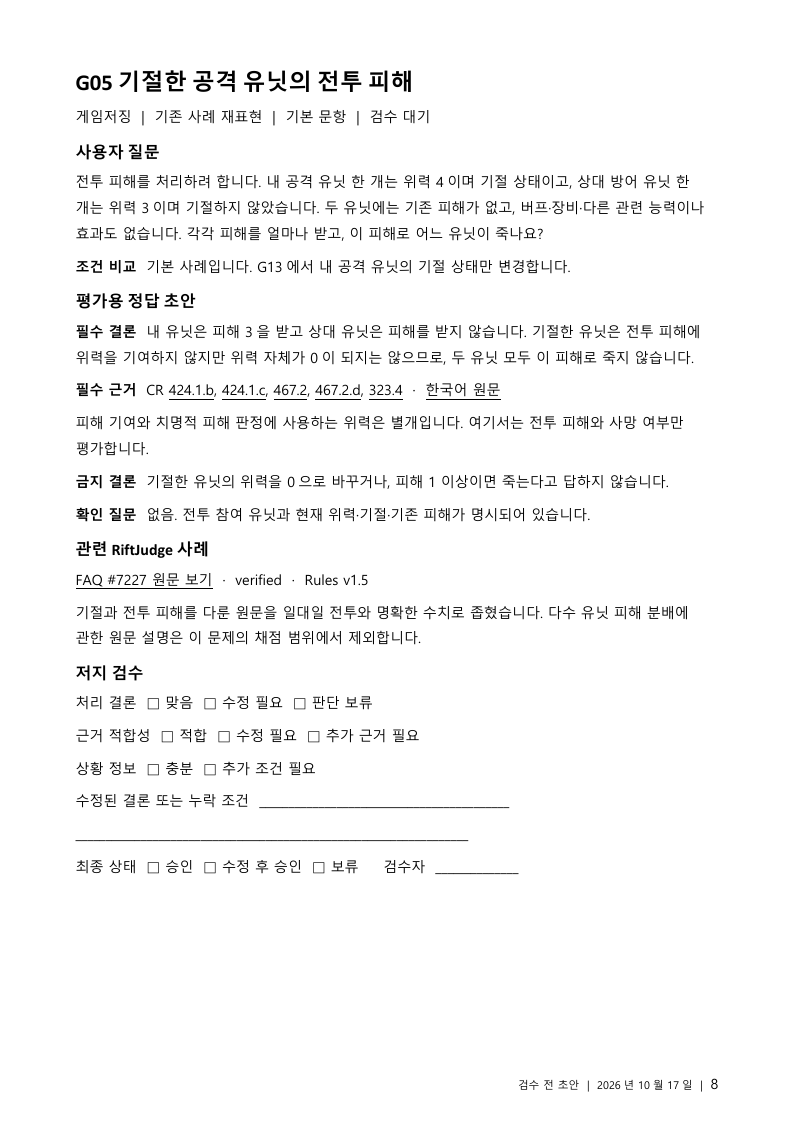 G05 기절한 공격 유닛의 전투 피해
게임저징 | 기존 사례 재표현 | 기본 문항 | 검수 대기
사용자 질문
전투 피해를 처리하려 합니다. 내 공격 유닛 한 개는 위력 4이며 기절 상태이고, 상대 방어 유닛 한
개는 위력 3이며 기절하지 않았습니다. 두 유닛에는 기존 피해가 없고, 버프·장비·다른 관련 능력이나
효과도 없습니다. 각각 피해를 얼마나 받고, 이 피해로 어느 유닛이 죽나요?
조건 비교 기본 사례입니다. G13에서 내 공격 유닛의 기절 상태만 변경합니다.
평가용 정답 초안
필수 결론 내 유닛은 피해 3을 받고 상대 유닛은 피해를 받지 않습니다. 기절한 유닛은 전투 피해에
위력을 기여하지 않지만 위력 자체가 0이 되지는 않으므로, 두 유닛 모두 이 피해로 죽지 않습니다.
필수 근거 CR 424.1.b, 424.1.c, 467.2, 467.2.d, 323.4 · 한국어 원문
피해 기여와 치명적 피해 판정에 사용하는 위력은 별개입니다. 여기서는 전투 피해와 사망 여부만
평가합니다.
금지 결론 기절한 유닛의 위력을 0으로 바꾸거나, 피해 1 이상이면 죽는다고 답하지 않습니다.
확인 질문 없음. 전투 참여 유닛과 현재 위력·기절·기존 피해가 명시되어 있습니다.
관련 RiftJudge 사례
FAQ #7227 원문 보기 · verified · Rules v1.5
기절과 전투 피해를 다룬 원문을 일대일 전투와 명확한 수치로 좁혔습니다. 다수 유닛 피해 분배에
관한 원문 설명은 이 문제의 채점 범위에서 제외합니다.
저지 검수
처리 결론 □ 맞음 □ 수정 필요 □ 판단 보류
근거 적합성 □ 적합 □ 수정 필요 □ 추가 근거 필요
상황 정보 □ 충분 □ 추가 조건 필요
수정된 결론 또는 누락 조건 ____________________________________
________________________________________________________
최종 상태 □ 승인 □ 수정 후 승인 □ 보류 검수자 ____________
검수 전 초안 | 2026년 10월 17일 | 8